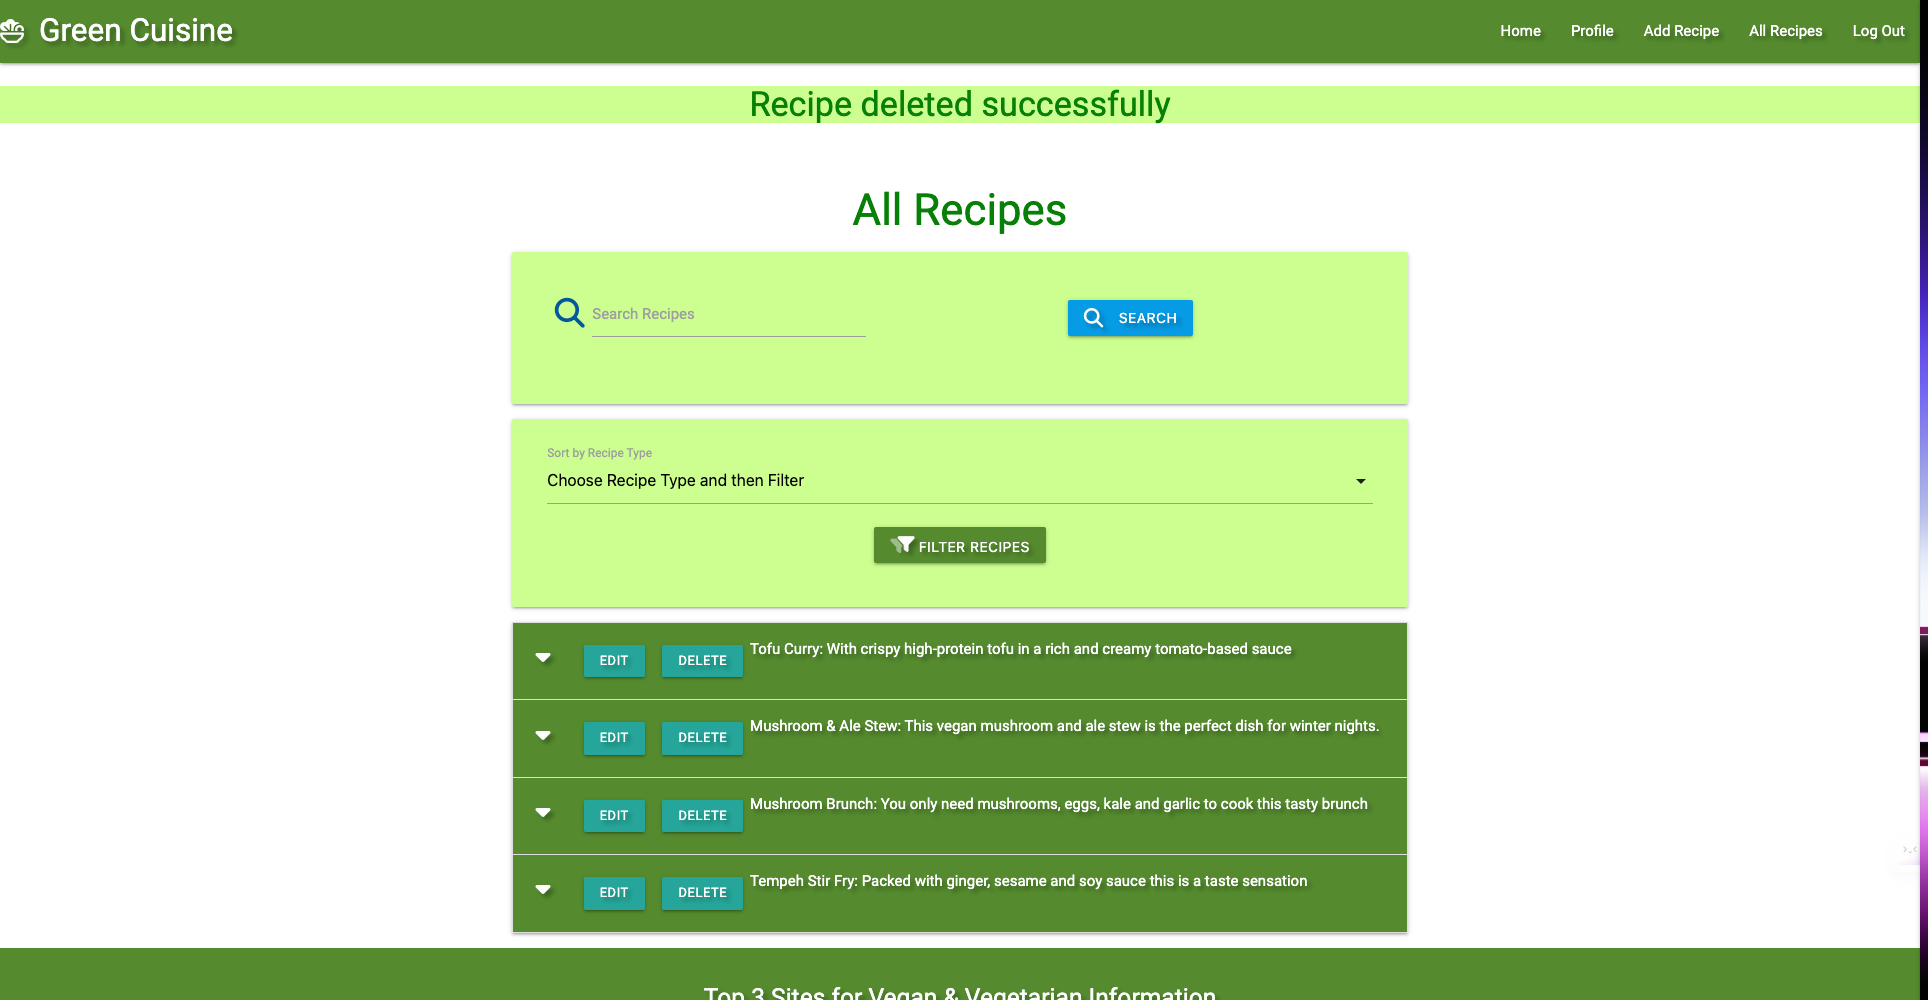 Green Cuisine
Home Profile Add Recipe All Recipes Log Out
Recipe deleted successfully
All Recipes
Search Recipes
SEARCH
Sort by Recipe Type
Choose Recipe Type and then Filter
FILTER RECIPES
EDIT DELETE Tofu Curry: With crispy high-protein tofu in a rich and creamy tomato-based sauce
EDIT DELETE Mushroom & Ale Stew: This vegan mushroom and ale stew is the perfect dish for winter nights.
EDIT DELETE Mushroom Brunch: You only need mushrooms, eggs, kale and garlic to cook this tasty brunch
EDIT DELETE Tempeh Stir Fry: Packed with ginger, sesame and soy sauce this is a taste sensation
Top 3 Sites for Vegan & Vegetarian Information